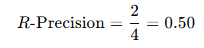 R-Precision = 2/4 = 0.50